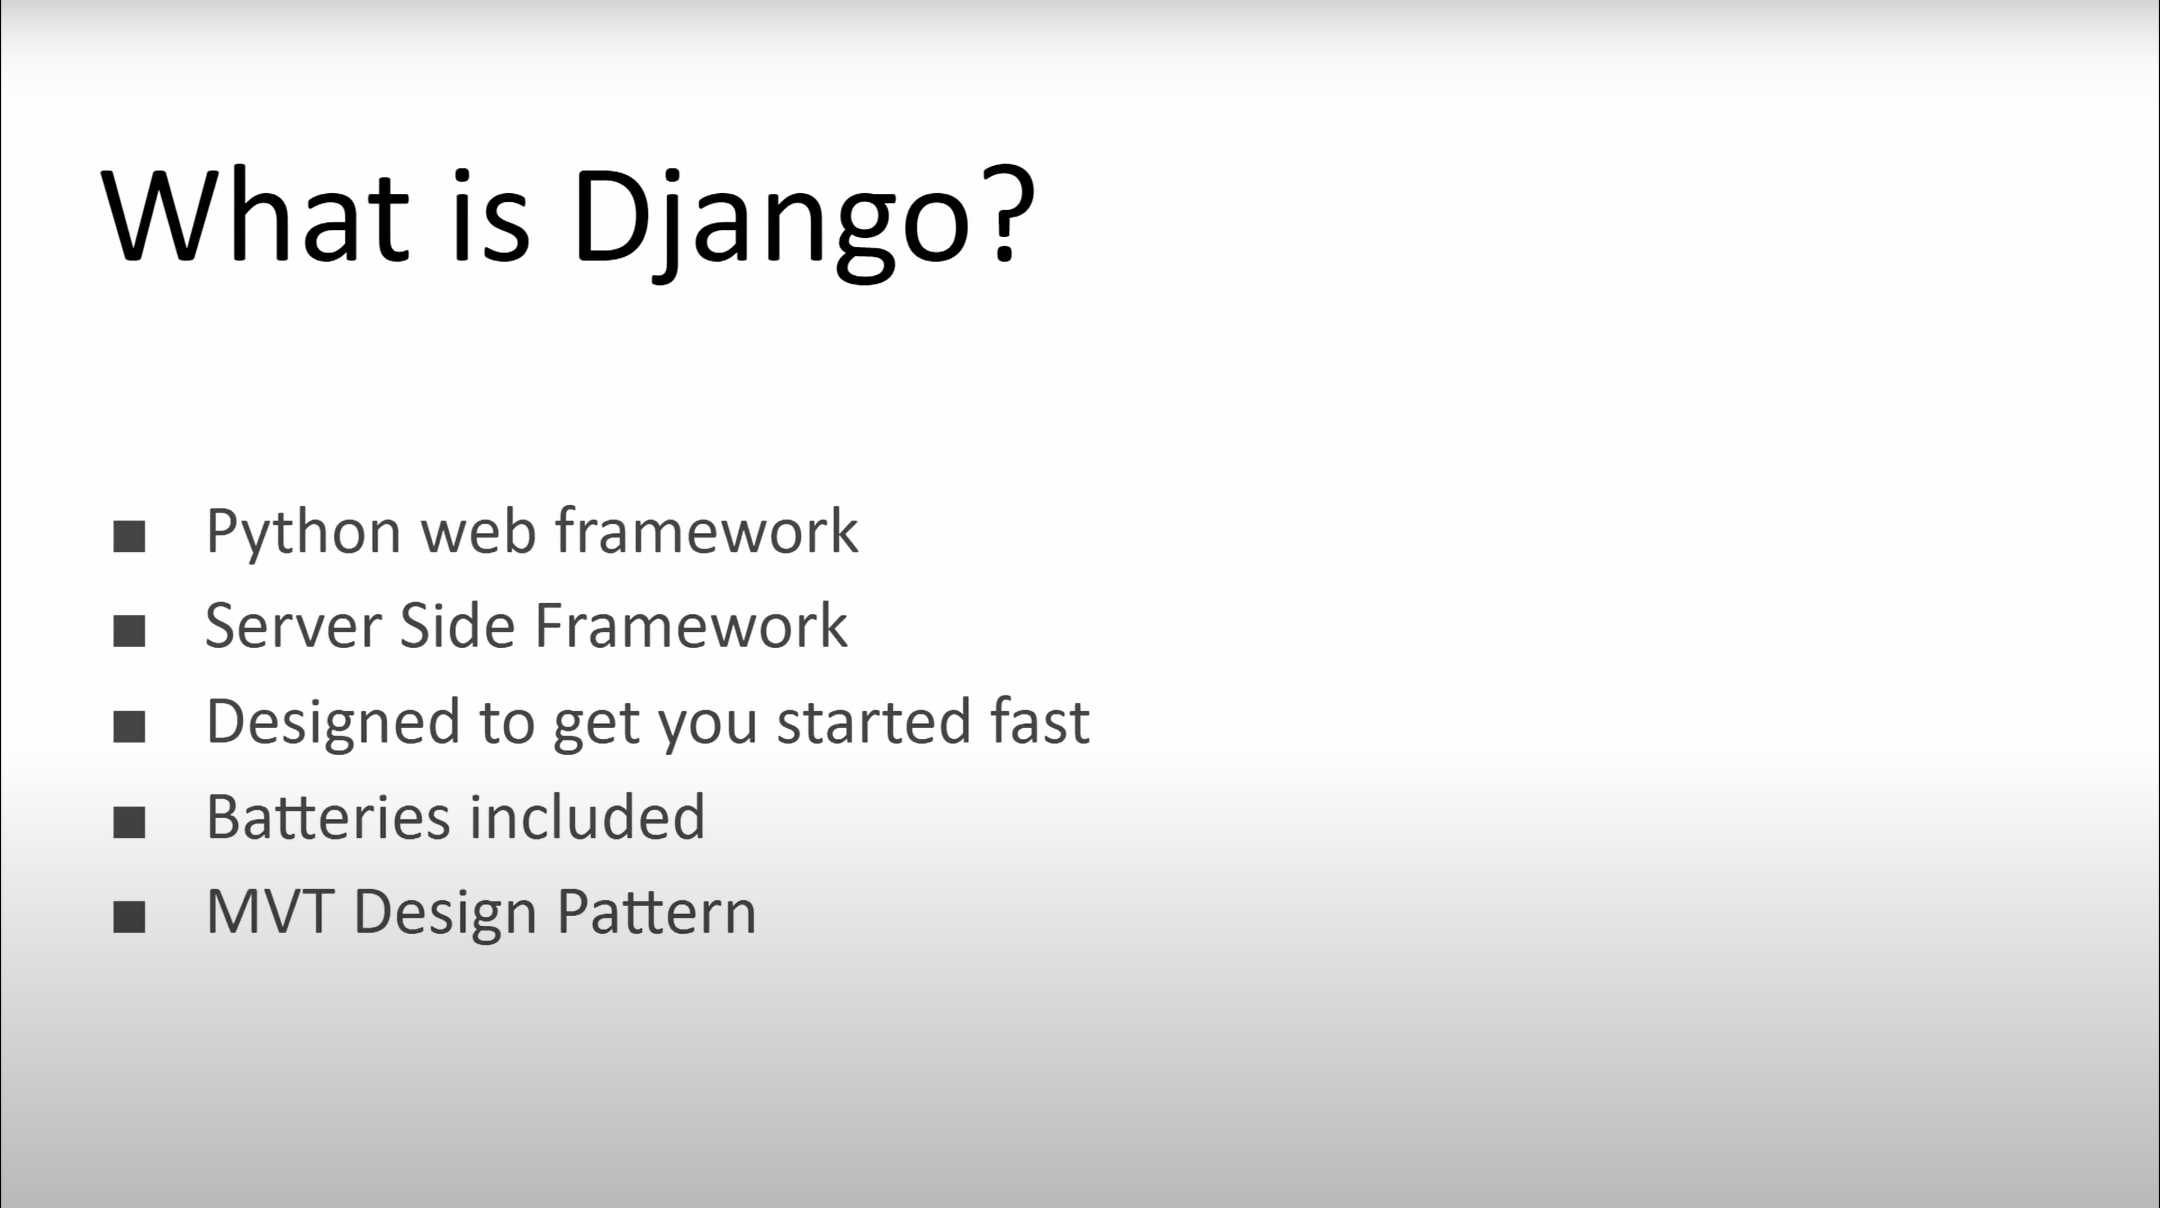 What is Django?
■ Python web framework
■ Server Side Framework
■ Designed to get you started fast
■ Batteries included
■ MVT Design Pattern